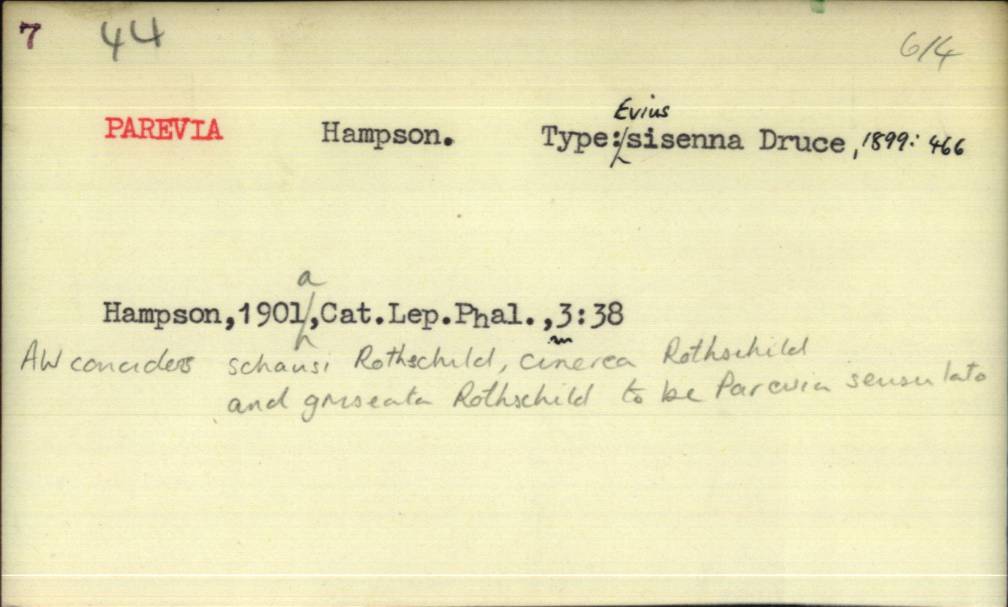 7 44 6/4
Evius
PAREVIA Hampson. Type:sisenna Druce, 1899: 466
a
Hampson,1901,Cat.Lep.Phal.,3:38
AW conciders schausi Rothschild, cinerea Rothschild
and griseata Rothschild to be Parevia sensu lato